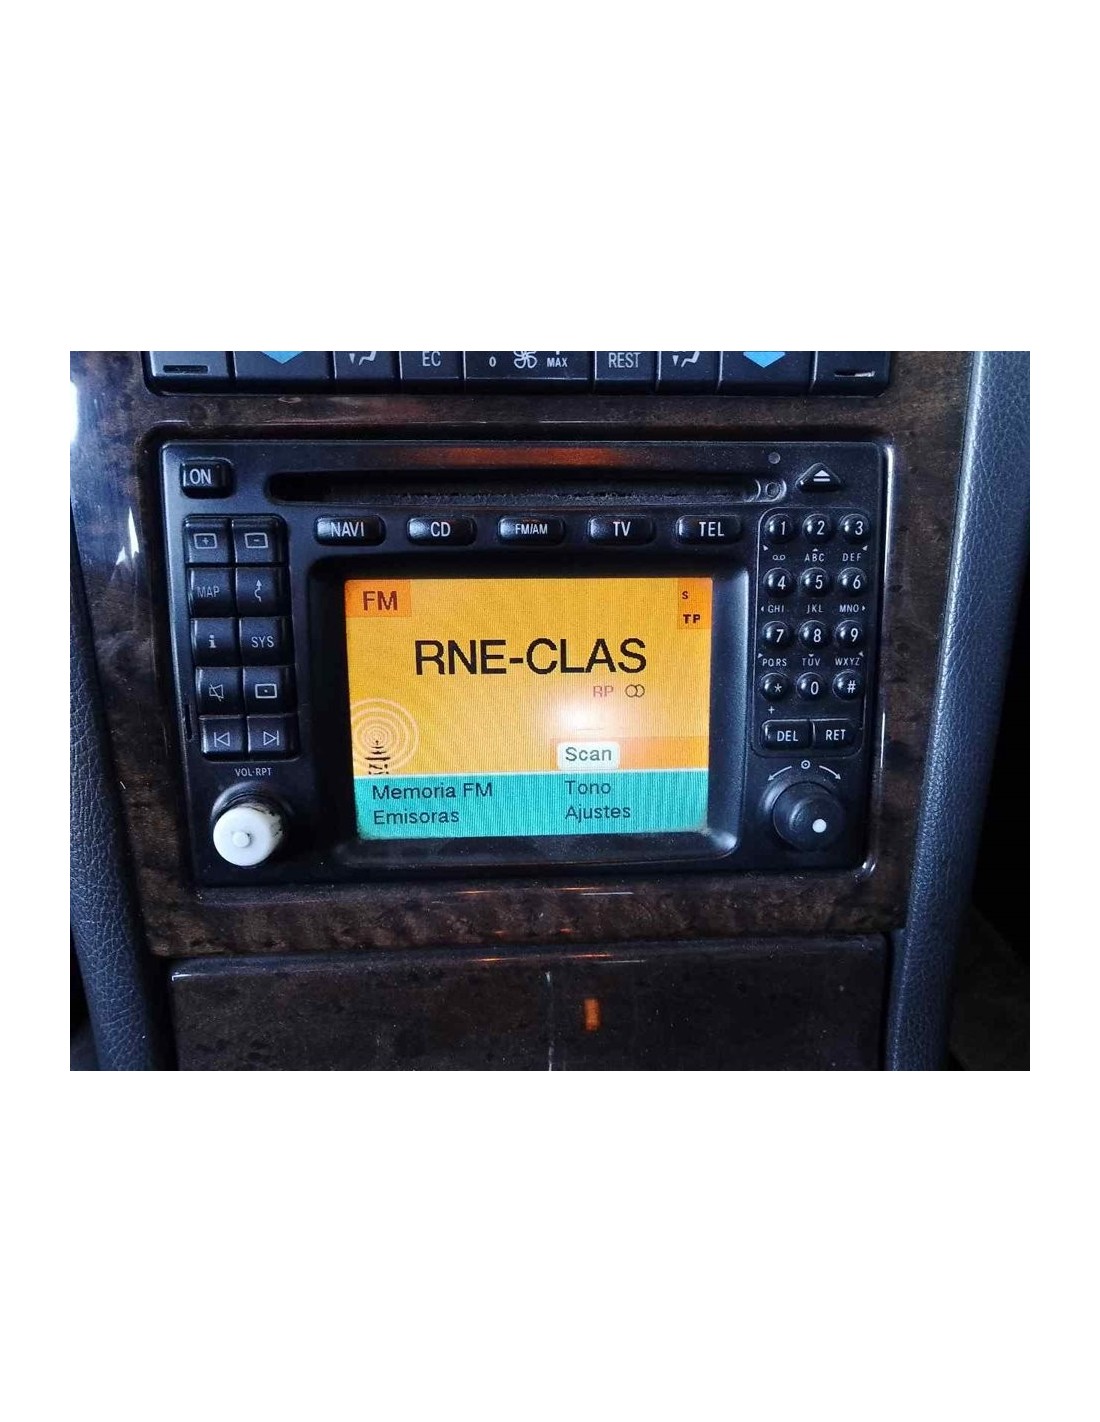 EC 0 MAX REST
ON
NAVI CD FM/AM TV TEL
1 2 3
+ -
ABC DEF
MAP
4 5 6
GHI JKL MNO
i SYS
7 8 9
PQRS TUV WXYZ
* 0 #
+
DEL RET
VOL·RPT
FM
S
TP
RNE-CLAS
RP
Scan
Memoria FM Tono
Emisoras Ajustes